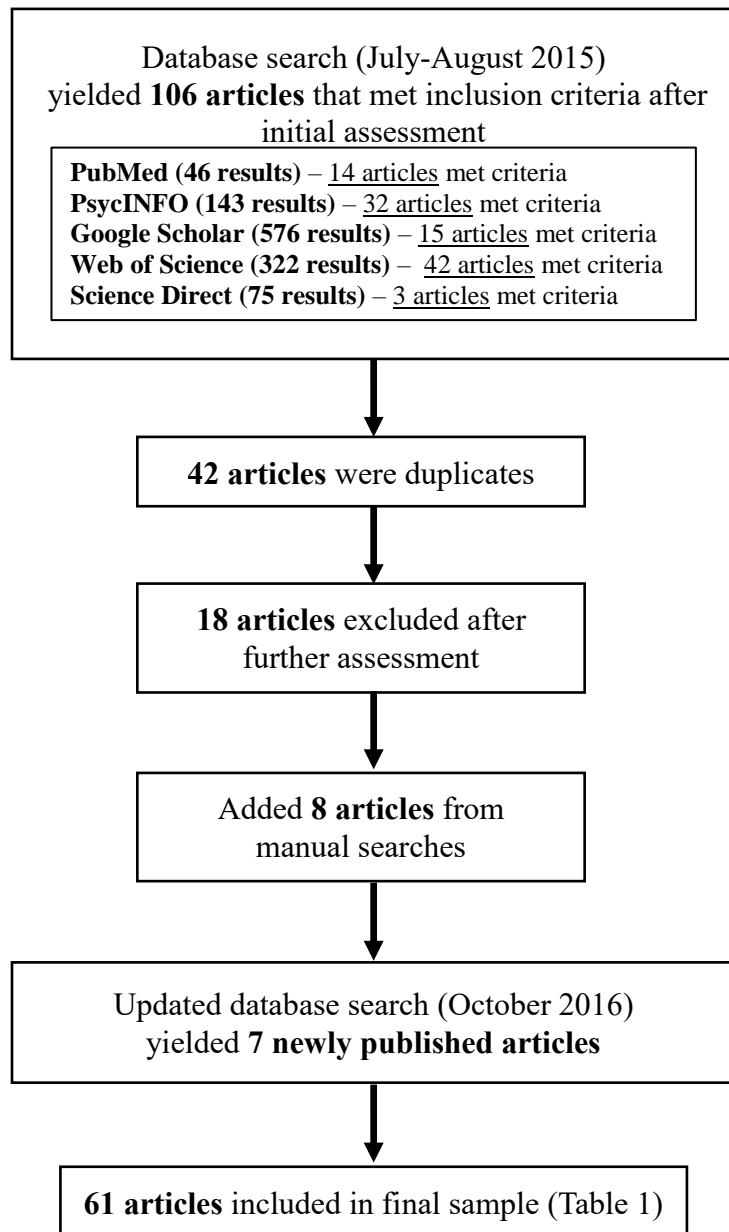 Database search (July-August 2015)
yielded 106 articles that met inclusion criteria after
initial assessment
PubMed (46 results) – 14 articles met criteria
PsycINFO (143 results) – 32 articles met criteria
Google Scholar (576 results) – 15 articles met criteria
Web of Science (322 results) – 42 articles met criteria
Science Direct (75 results) – 3 articles met criteria
42 articles were duplicates
18 articles excluded after
further assessment
Added 8 articles from
manual searches
Updated database search (October 2016)
yielded 7 newly published articles
61 articles included in final sample (Table 1)